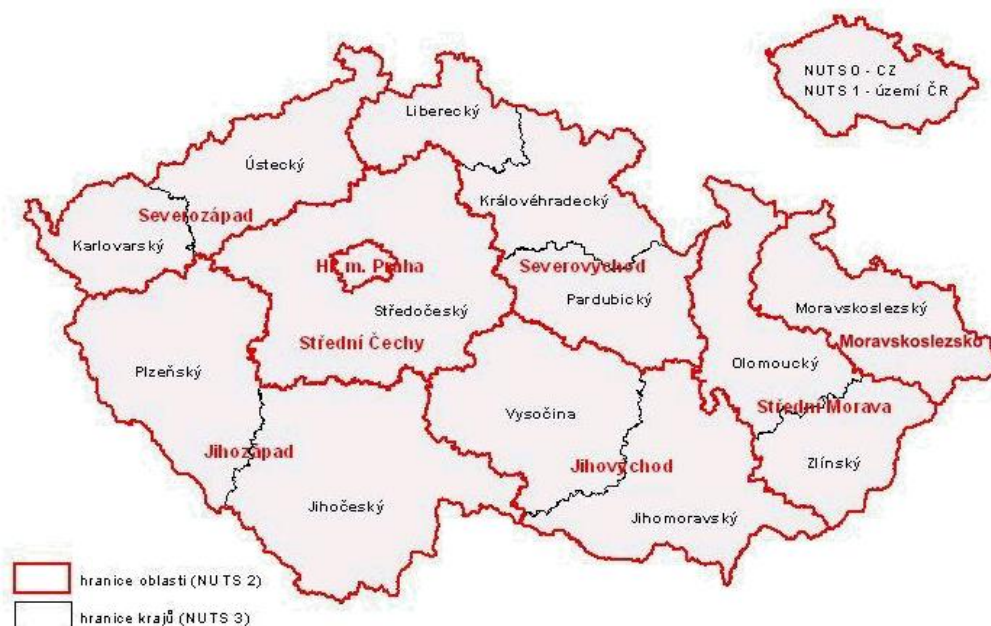 NUTS 0 - CZ
NUTS 1 - území ČR
Liberecký
Ústecký
Královéhradecký
Severozápad
Karlovarský
Hl. m. Praha
Severovýchod
Pardubický
Středočeský
Moravskoslezský
Střední Čechy
Moravskoslezsko
Plzeňský
Olomoucký
Střední Morava
Vysočina
Jihozápad
Jihovýchod
Zlínský
Jihočeský
Jihomoravský
hranice oblastí (NUTS 2)
hranice krajů (NUTS 3)